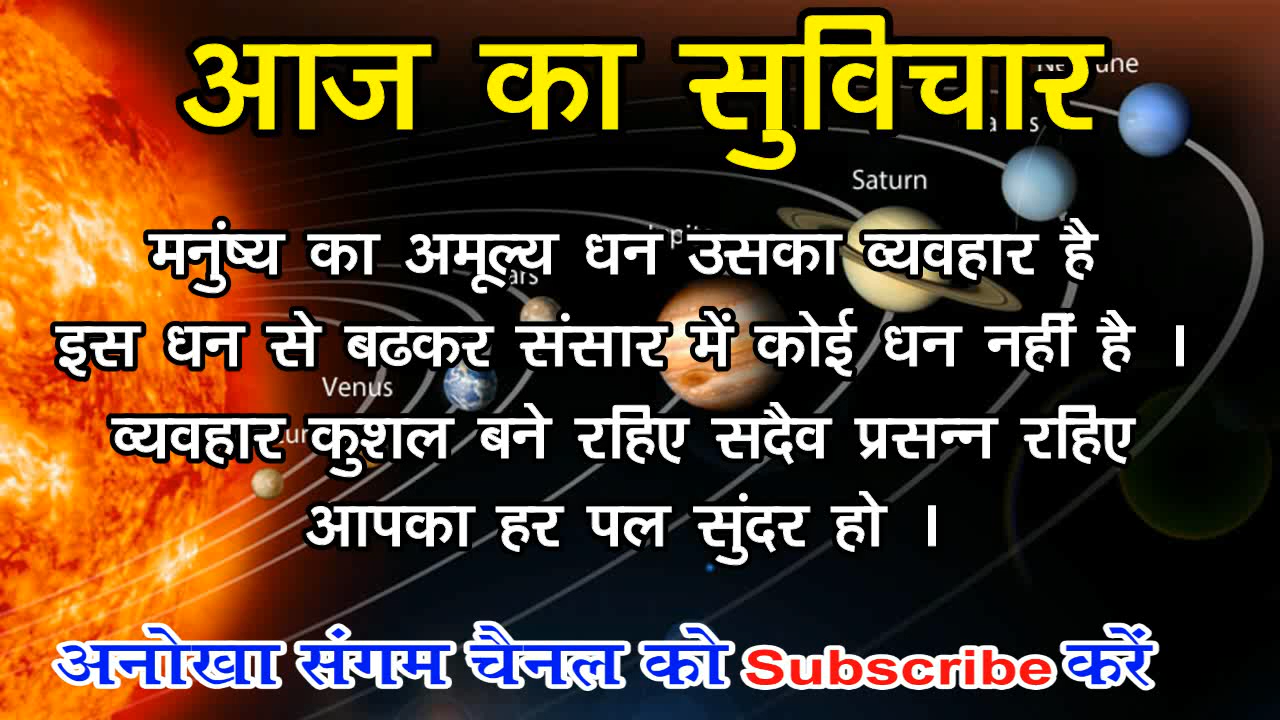 आज का सुविचार
Saturn
मनुंष्य का अमूल्य धन उसका व्यवहार है
इस धन से बढकर संसार में कोई धन नहीं है ।
Venus
व्यवहार कुशल बने रहिए सदैव प्रसन्न रहिए
आपका हर पल सुंदर हो ।
अनोखा संगम चैनल को Subscribe करें